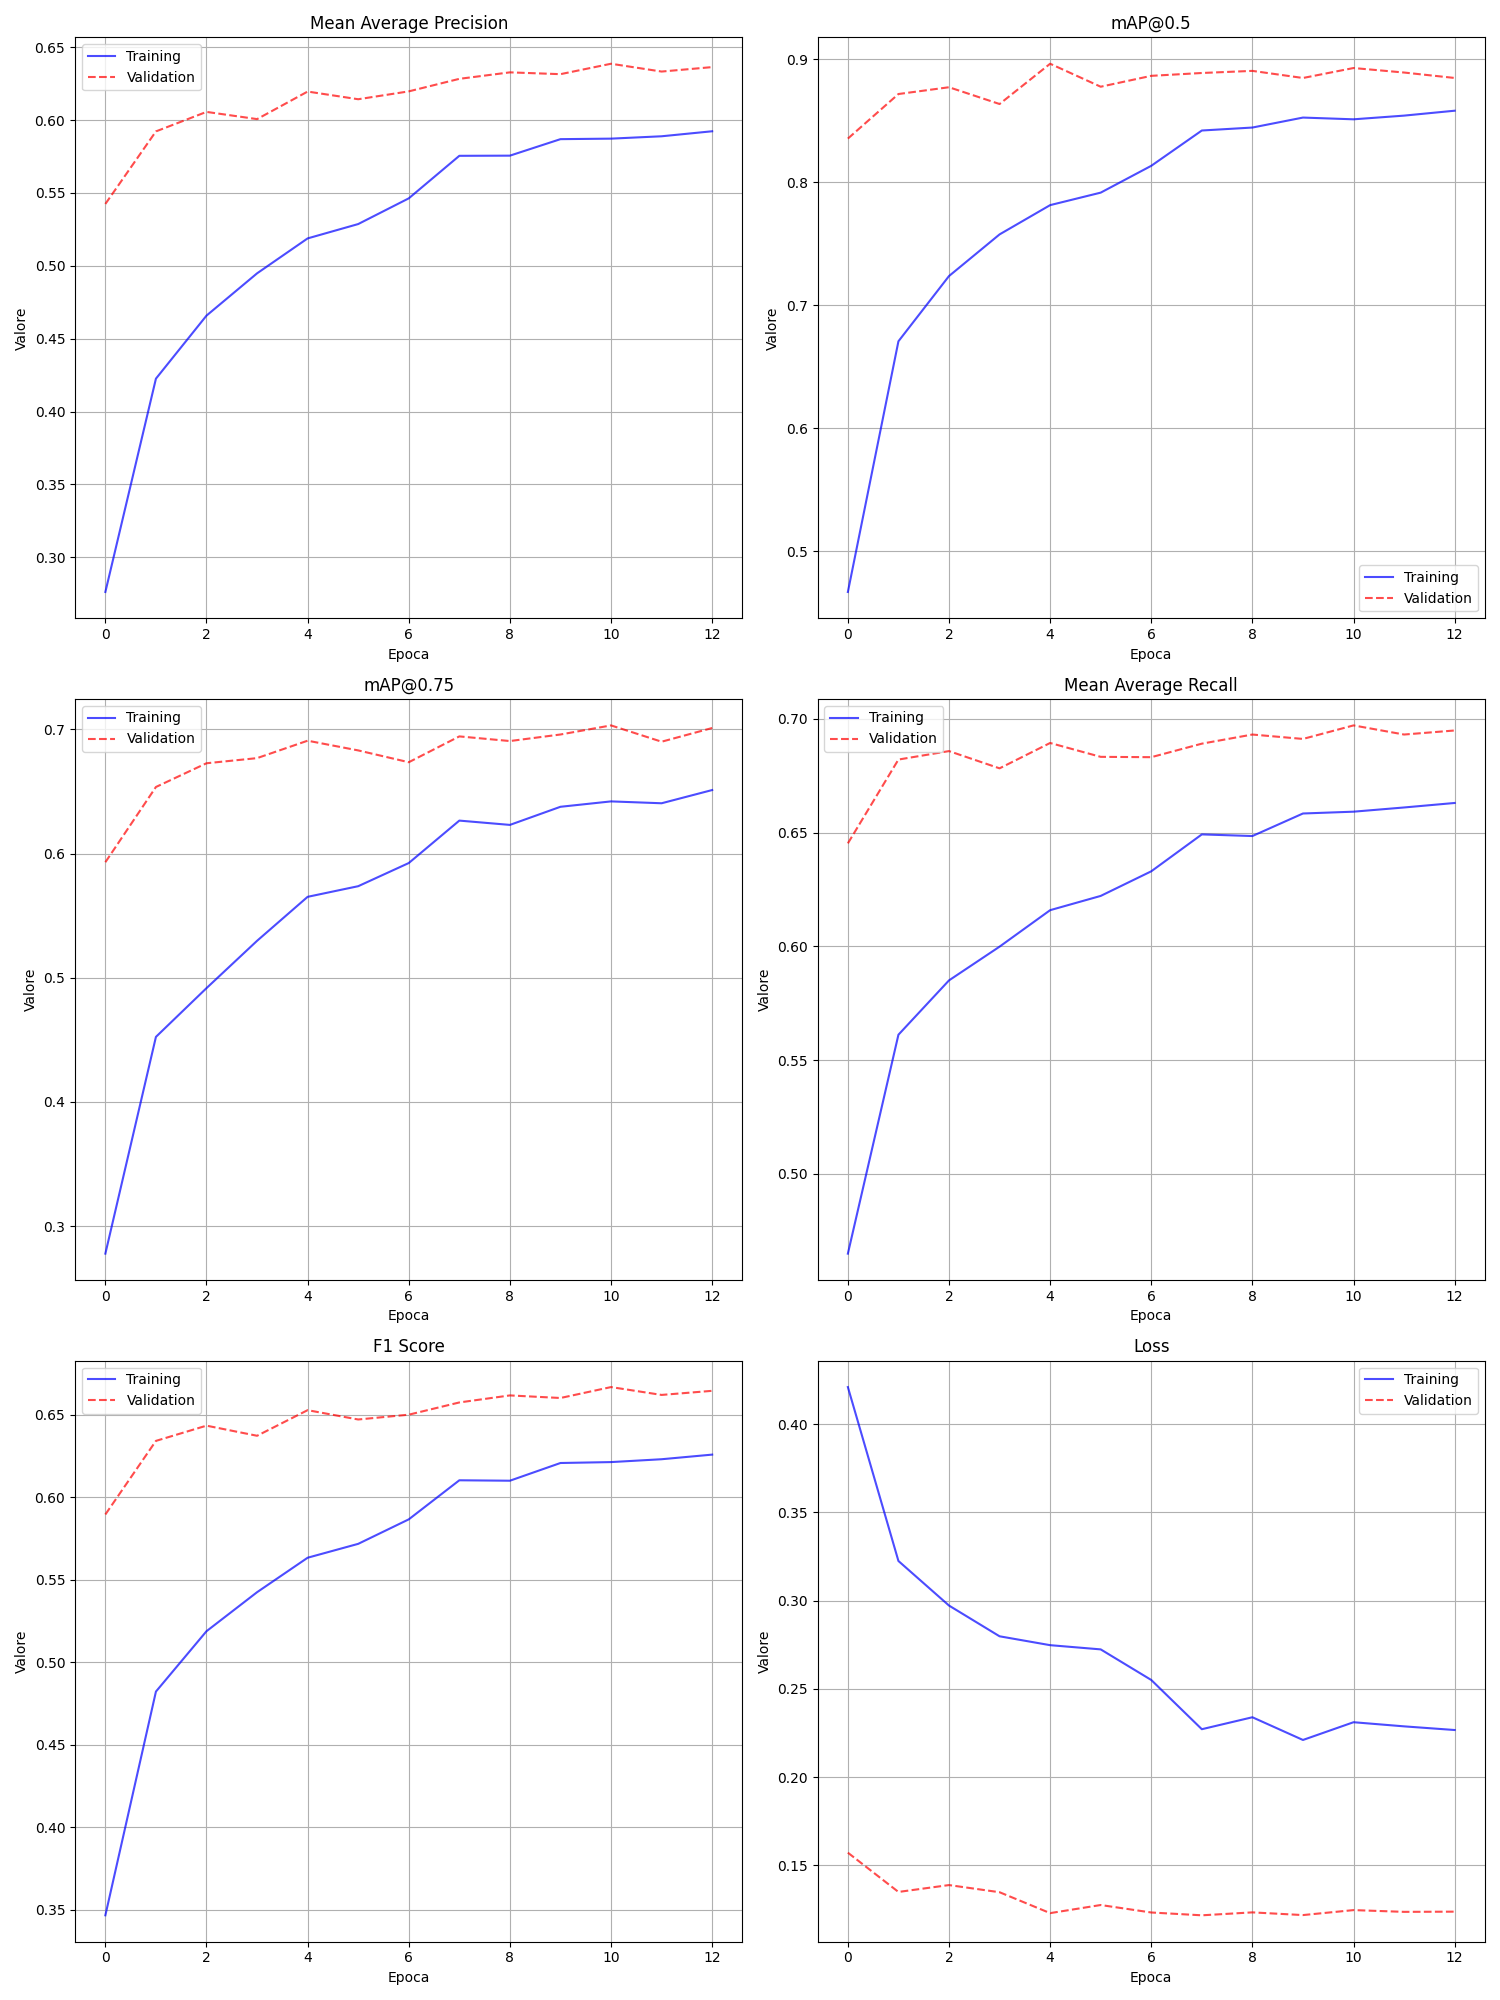 Mean Average Precision
0.65
0.60
0.55
0.50
0.45
0.40
0.35
0.30
Valore
Training
Validation
0 2 4 6 8 10 12
Epoca
mAP@0.5
0.9
0.8
0.7
0.6
0.5
Valore
Training
Validation
0 2 4 6 8 10 12
Epoca
mAP@0.75
0.7
0.6
0.5
0.4
0.3
Valore
Training
Validation
0 2 4 6 8 10 12
Epoca
Mean Average Recall
0.70
0.65
0.60
0.55
0.50
Valore
Training
Validation
0 2 4 6 8 10 12
Epoca
F1 Score
0.65
0.60
0.55
0.50
0.45
0.40
0.35
Valore
Training
Validation
0 2 4 6 8 10 12
Epoca
Loss
0.40
0.35
0.30
0.25
0.20
0.15
Valore
Training
Validation
0 2 4 6 8 10 12
Epoca